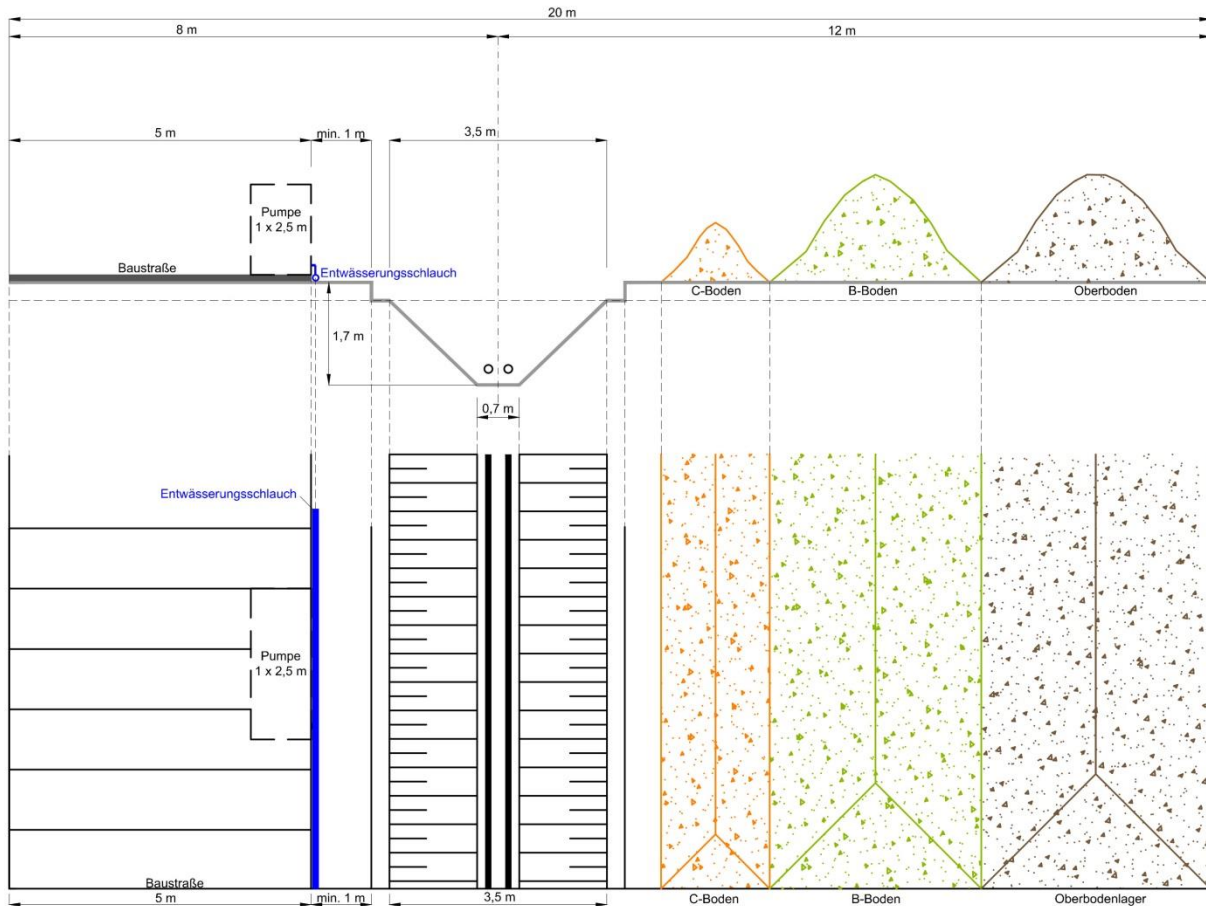 20 m
8 m
12 m
5 m
min. 1 m
3,5 m
Pumpe
1 x 2,5 m
Baustraße
Entwässerungsschlauch
C-Boden
B-Boden
Oberboden
1,7 m
0,7 m
Entwässerungsschlauch
Pumpe
1 x 2,5 m
Baustraße
5 m
min. 1 m
3,5 m
C-Boden
B-Boden
Oberbodenlager